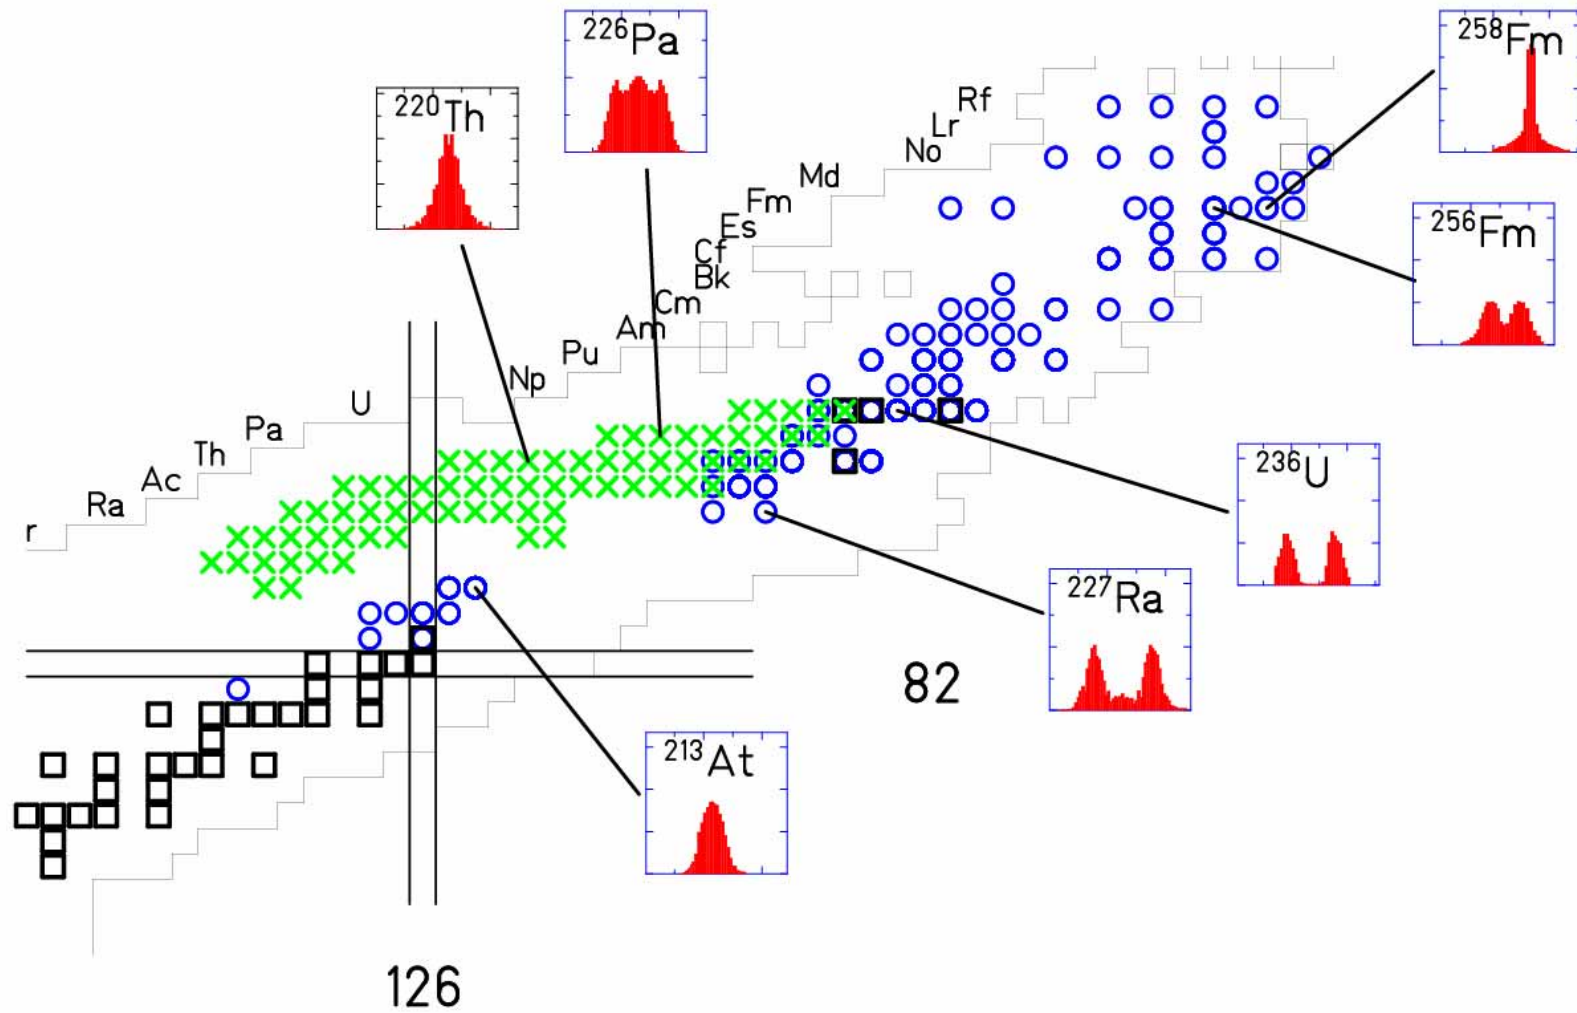 258Fm
226Pa
220Th
Rf
Lr
No
Md
Fm
Es
Cf
Bk
256Fm
Cm
Am
Pu
Np
U
Pa
Th
Ac
Ra
r
236U
227Ra
82
213At
126